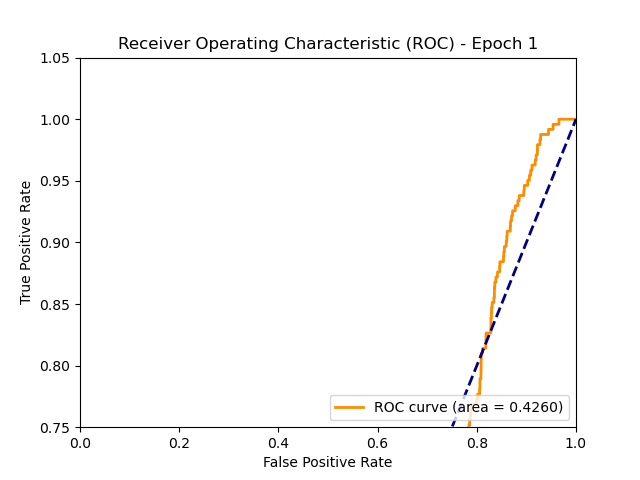 Receiver Operating Characteristic (ROC) - Epoch 1
1.05
1.00
0.95
0.90
0.85
0.80
0.75
True Positive Rate
ROC curve (area = 0.4260)
0.0 0.2 0.4 0.6 0.8 1.0
False Positive Rate